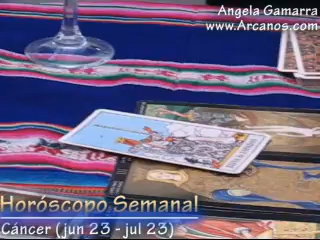 Angela Gamarra
www.Arcanos.com
Horóscopo Semanal
Cáncer (jun 23 - jul 23)